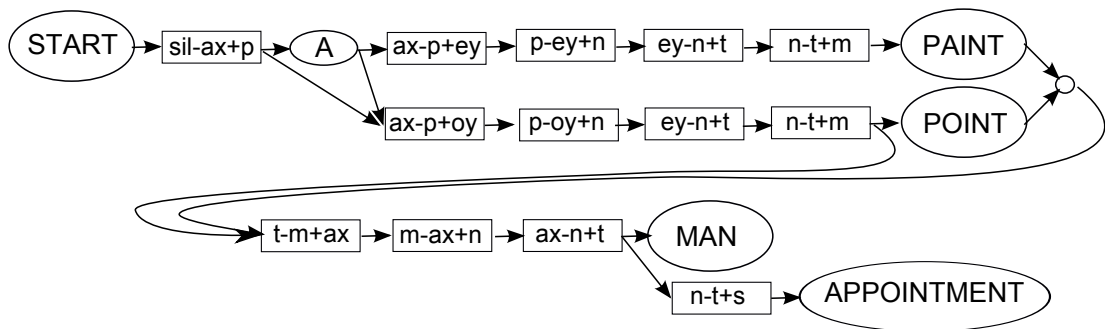 START sil-ax+p A ax-p+ey p-ey+n ey-n+t n-t+m PAINT
ax-p+oy p-oy+n ey-n+t n-t+m POINT
t-m+ax m-ax+n ax-n+t MAN
n-t+s APPOINTMENT